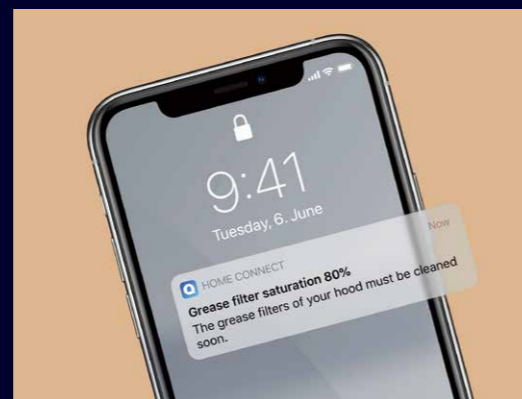 9:41
Tuesday, 6. June
HOME CONNECT
Now
Grease filter saturation 80%
The grease filters of your hood must be cleaned
soon.